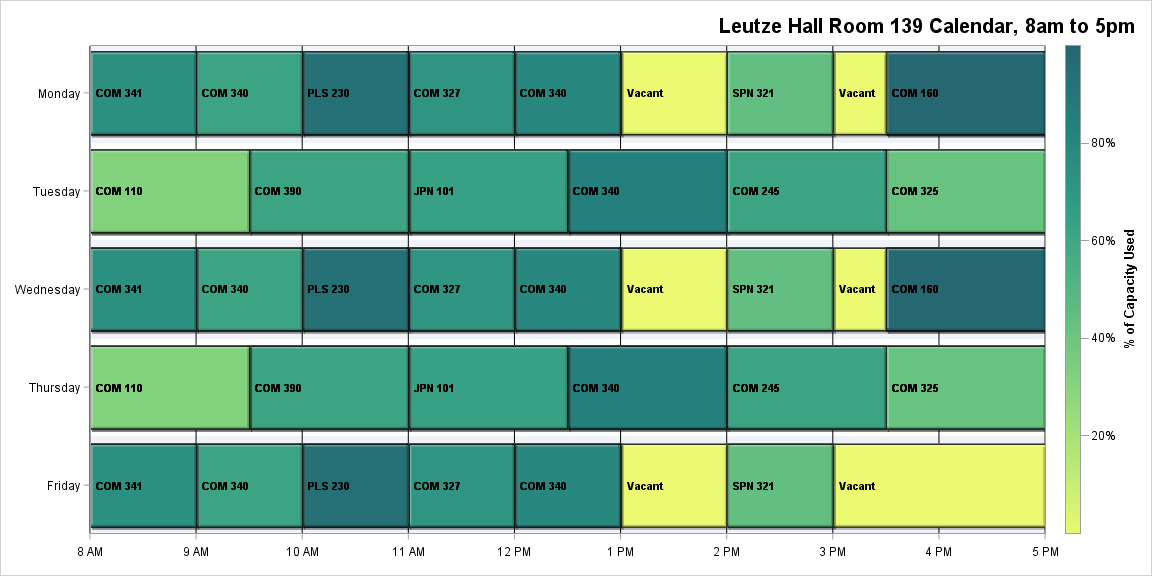 Leutze Hall Room 139 Calendar, 8am to 5pm
Monday
COM 341
COM 340
PLS 230
COM 327
COM 340
Vacant
SPN 321
Vacant
COM 160
Tuesday
COM 110
COM 390
JPN 101
COM 340
COM 245
COM 325
Wednesday
COM 341
COM 340
PLS 230
COM 327
COM 340
Vacant
SPN 321
Vacant
COM 160
Thursday
COM 110
COM 390
JPN 101
COM 340
COM 245
COM 325
Friday
COM 341
COM 340
PLS 230
COM 327
COM 340
Vacant
SPN 321
Vacant
8 AM
9 AM
10 AM
11 AM
12 PM
1 PM
2 PM
3 PM
4 PM
5 PM
80%
60%
40%
20%
% of Capacity Used